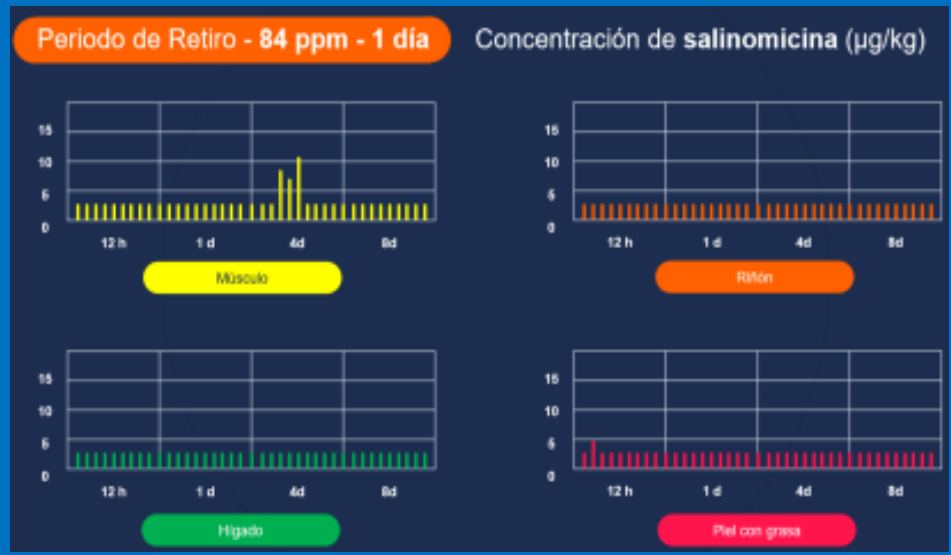 Periodo de Retiro - 84 ppm - 1 día
Concentración de salinomicina (µg/kg)
15
10
5
0
12 h 1 d 4d 8d
Músculo
15
10
5
0
12 h 1 d 4d 8d
Riñón
15
10
5
0
12 h 1 d 4d 8d
Hígado
15
10
5
0
12 h 1 d 4d 8d
Piel con grasa